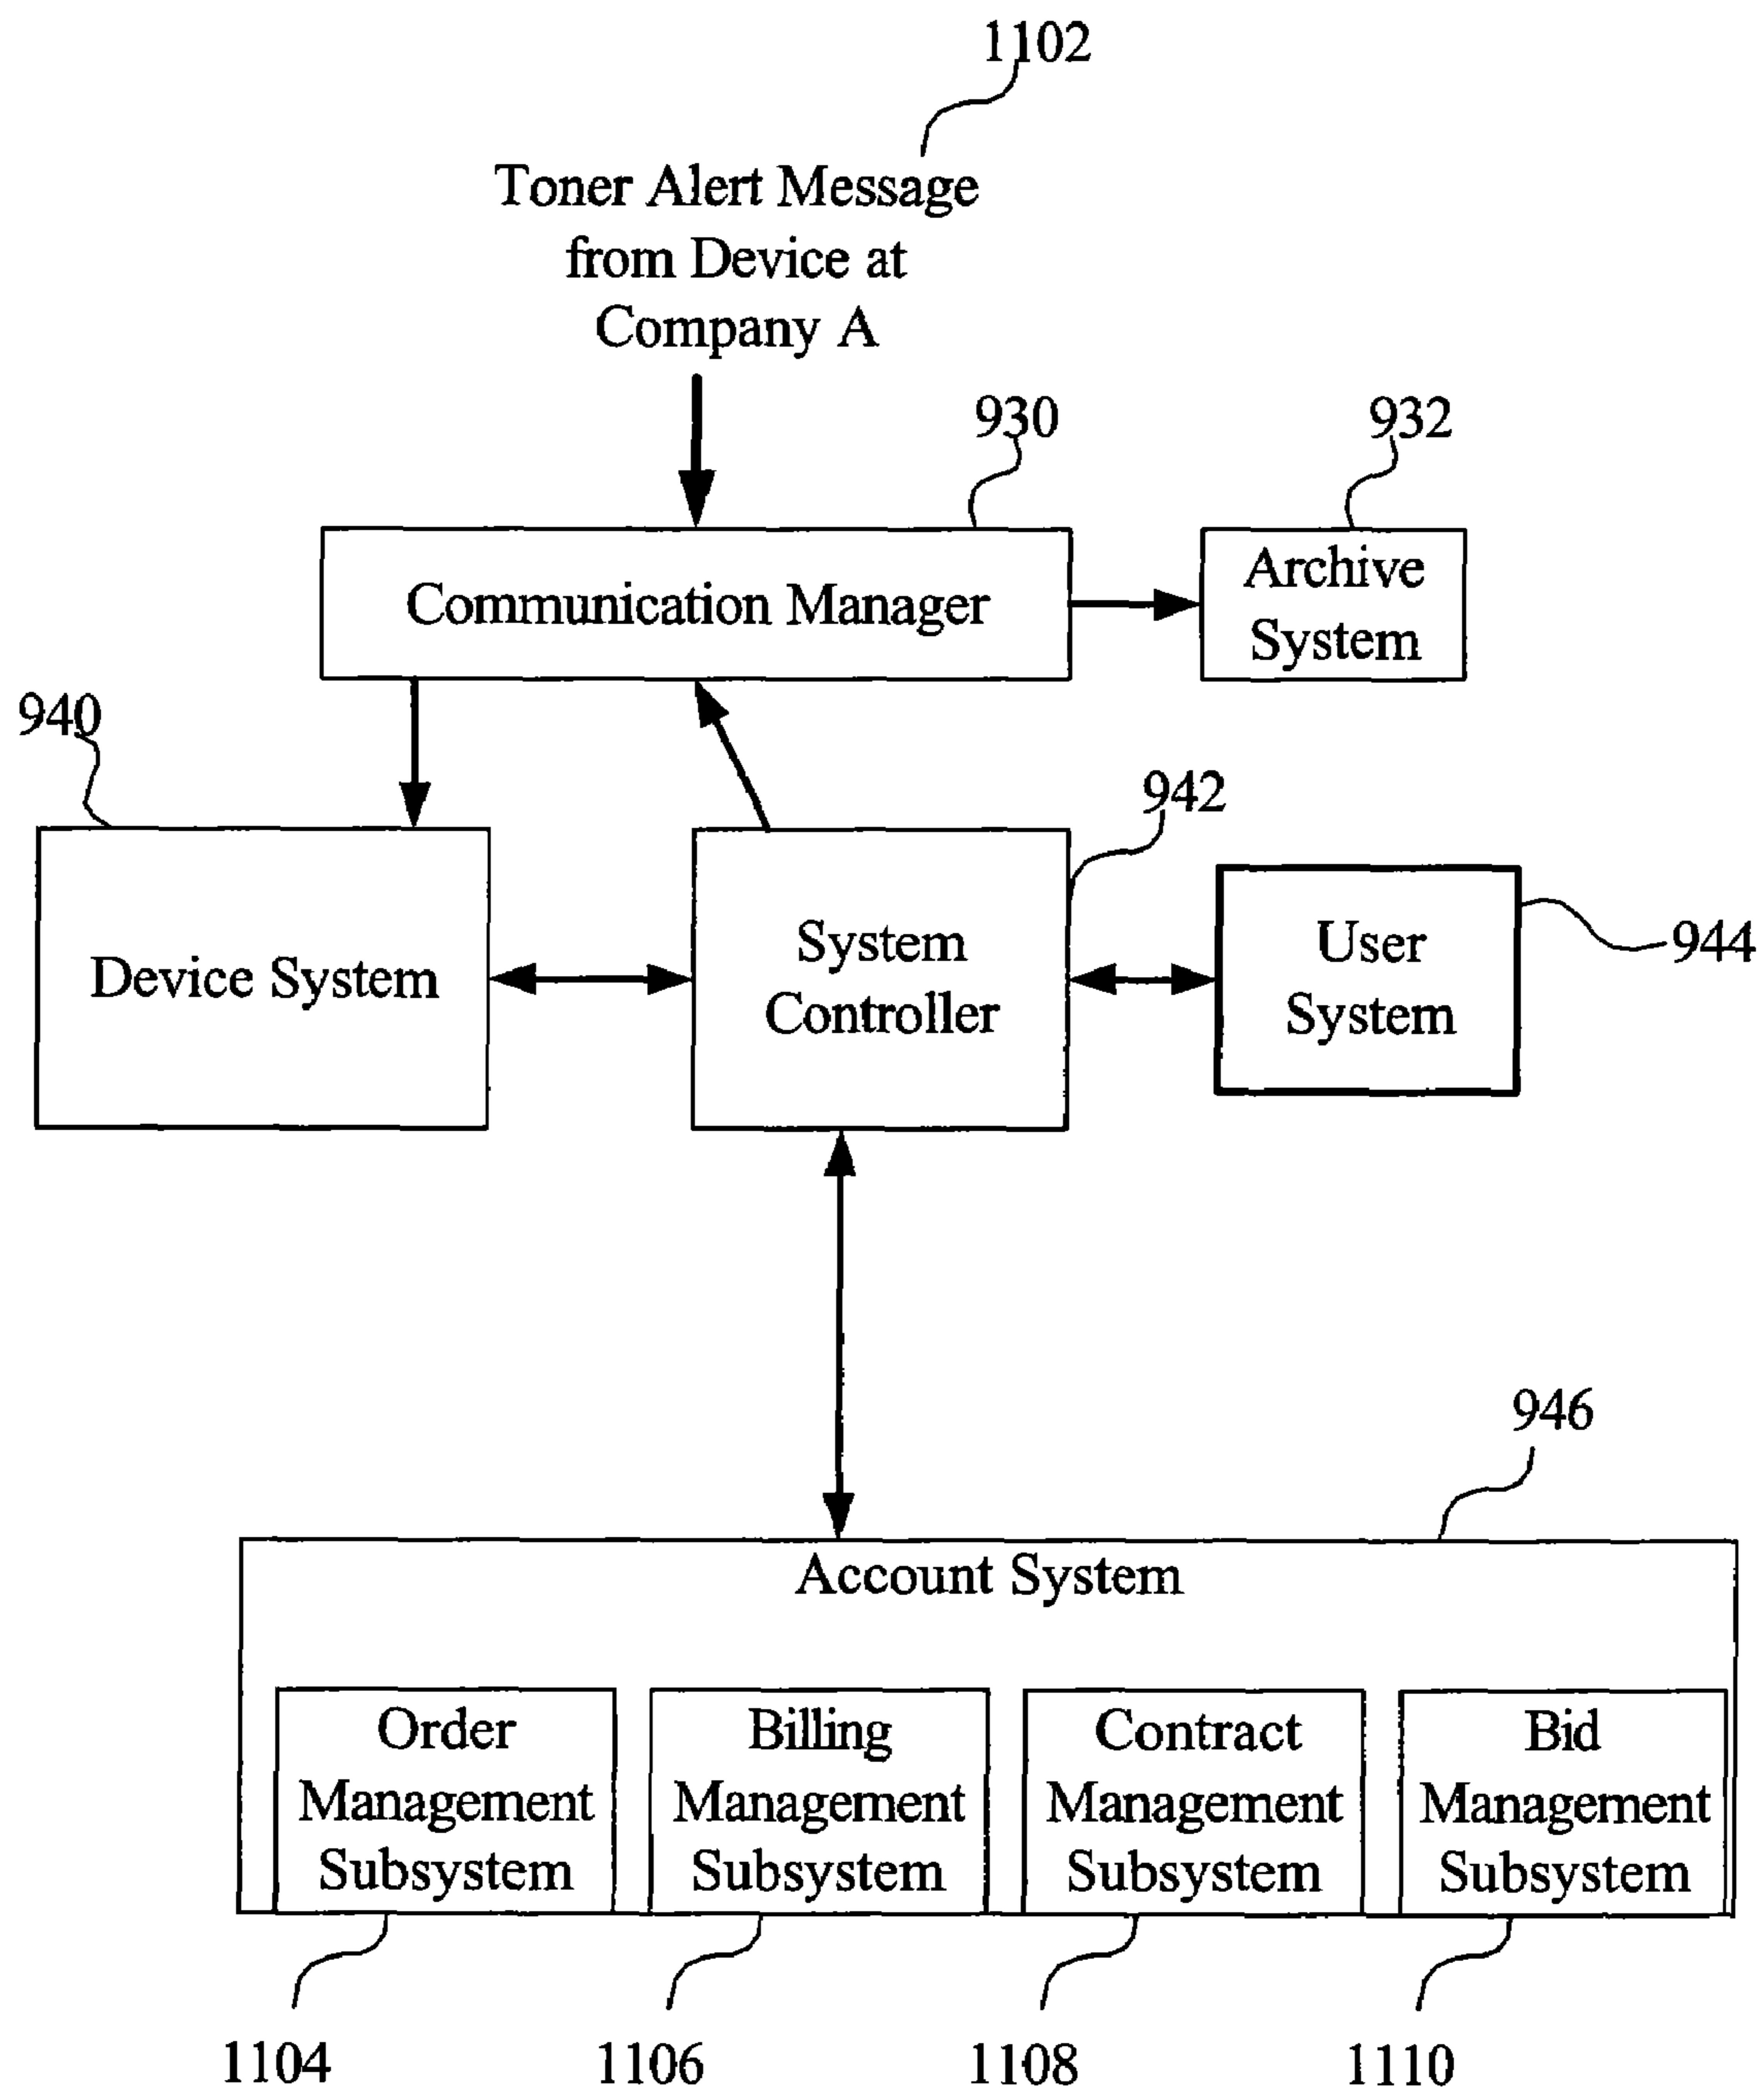 1102
Toner Alert Message
from Device at
Company A
930
932
Communication Manager
Archive
System
940
942
Device System
System
Controller
User
System
944
946
Account System
Order
Management
Subsystem
Billing
Management
Subsystem
Contract
Management
Subsystem
Bid
Management
Subsystem
1104
1106
1108
1110